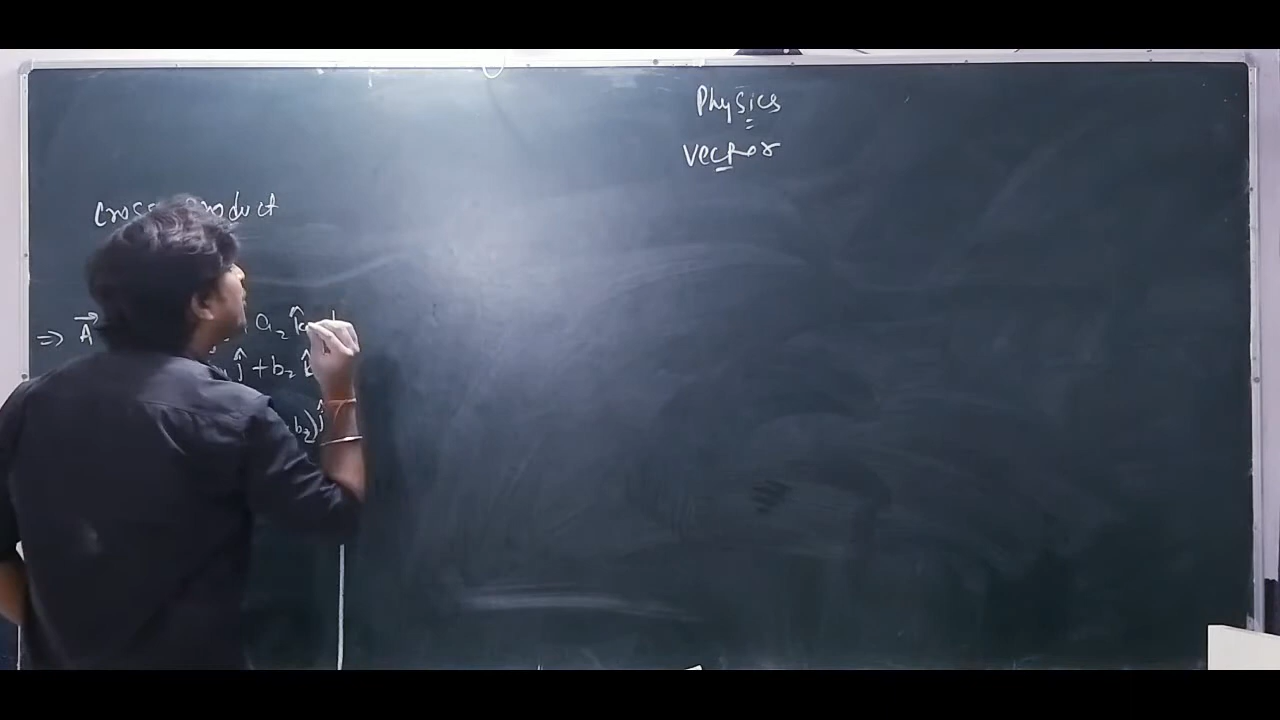 Physics
Vector
Cross Product
⇒ A⃗ a₂ k̂
ĵ + b₂ k̂
b₂) ĵ